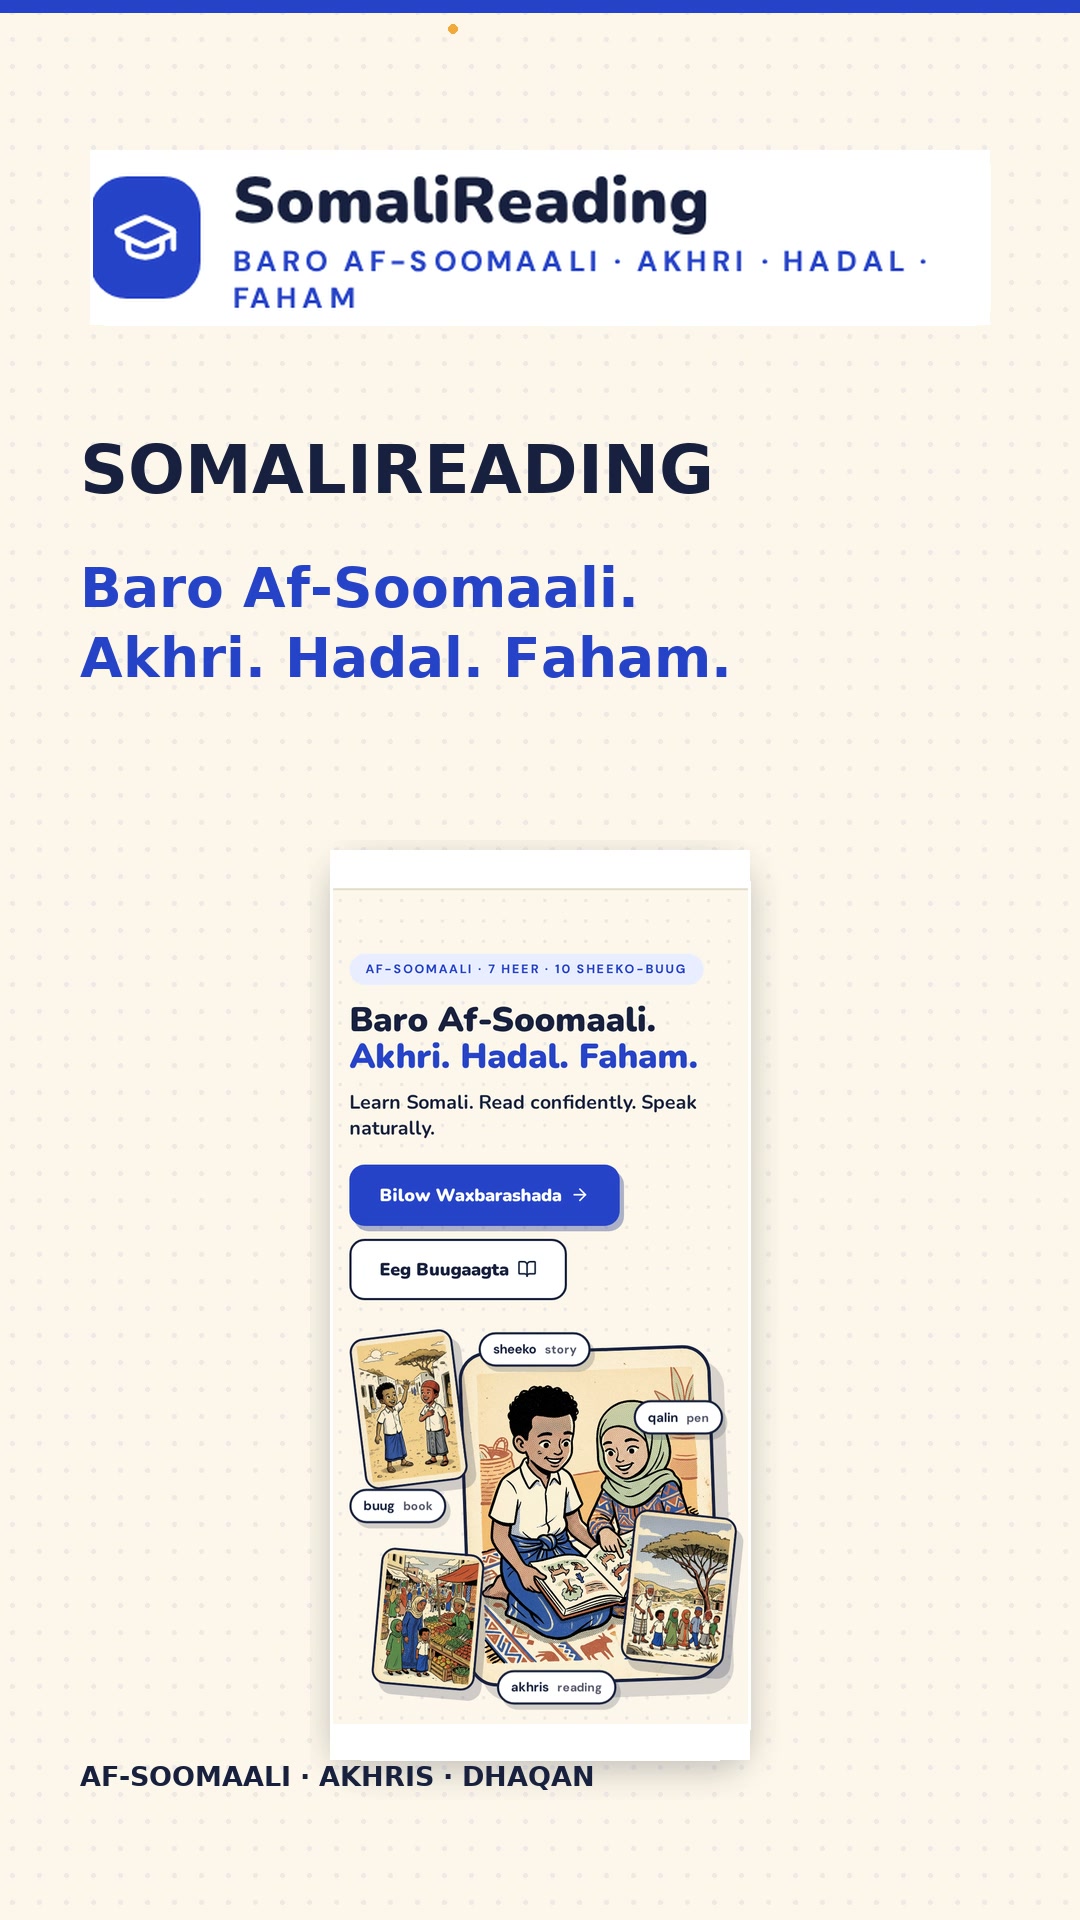 SomaliReading
BARO AF-SOOMAALI · AKHRI · HADAL ·
FAHAM
SOMALIREADING
Baro Af-Soomaali.
Akhri. Hadal. Faham.
AF-SOOMAALI · 7 HEER · 10 SHEEKO-BUUG
Baro Af-Soomaali.
Akhri. Hadal. Faham.
Learn Somali. Read confidently. Speak
naturally.
Bilow Waxbarashada →
Eeg Buugaagta
sheeko story
qalin pen
buug book
akhris reading
AF-SOOMAALI · AKHRIS · DHAQAN